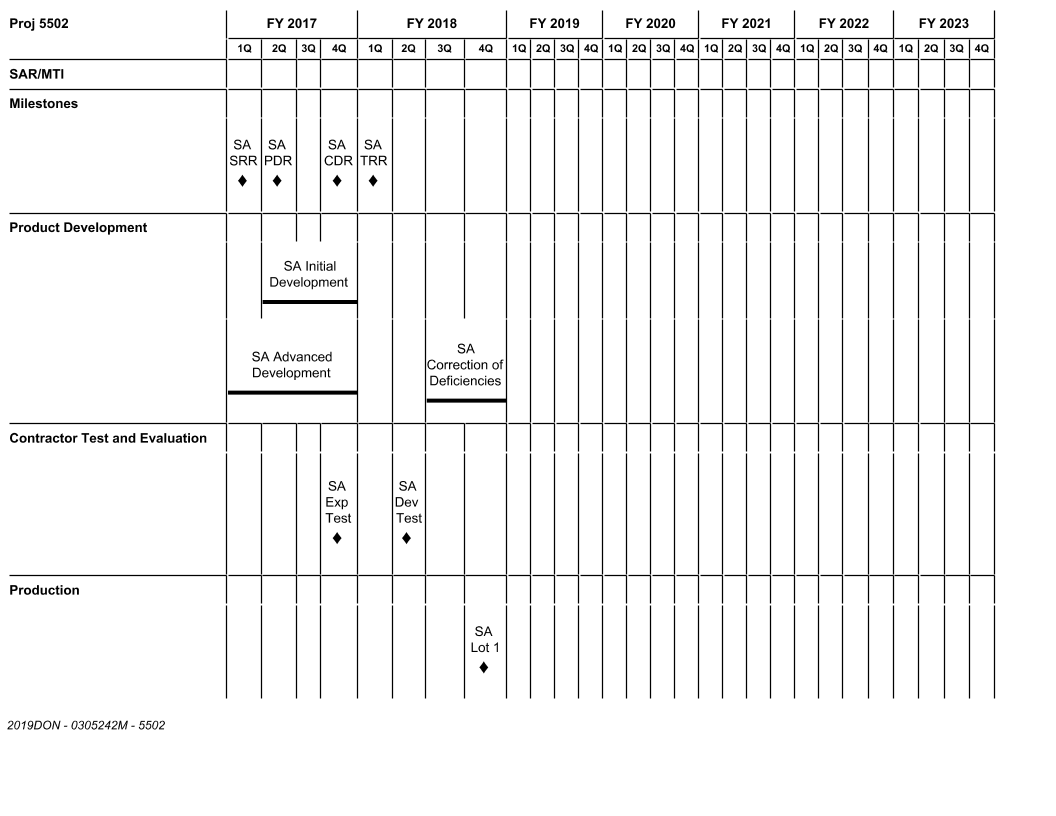 Proj 5502 FY 2017 FY 2018 FY 2019 FY 2020 FY 2021 FY 2022 FY 2023
1Q 2Q 3Q 4Q 1Q 2Q 3Q 4Q 1Q 2Q 3Q 4Q 1Q 2Q 3Q 4Q 1Q 2Q 3Q 4Q 1Q 2Q 3Q 4Q 1Q 2Q 3Q 4Q
SAR/MTI
Milestones
SA SA SA SA
SRR PDR CDR TRR
Product Development
SA Initial
Development
SA Advanced
Development
SA
Correction of
Deficiencies
Contractor Test and Evaluation
SA SA
Exp Dev
Test Test
Production
SA
Lot 1
2019DON - 0305242M - 5502